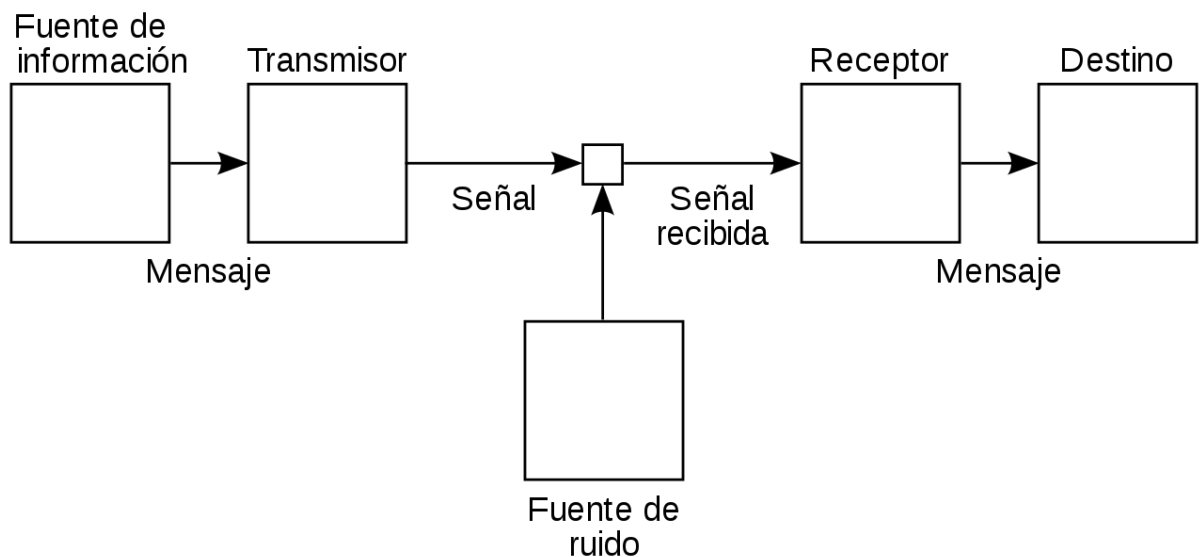 Fuente de
información
Transmisor
Receptor
Destino
Señal
Señal
recibida
Mensaje
Mensaje
Fuente de
ruido